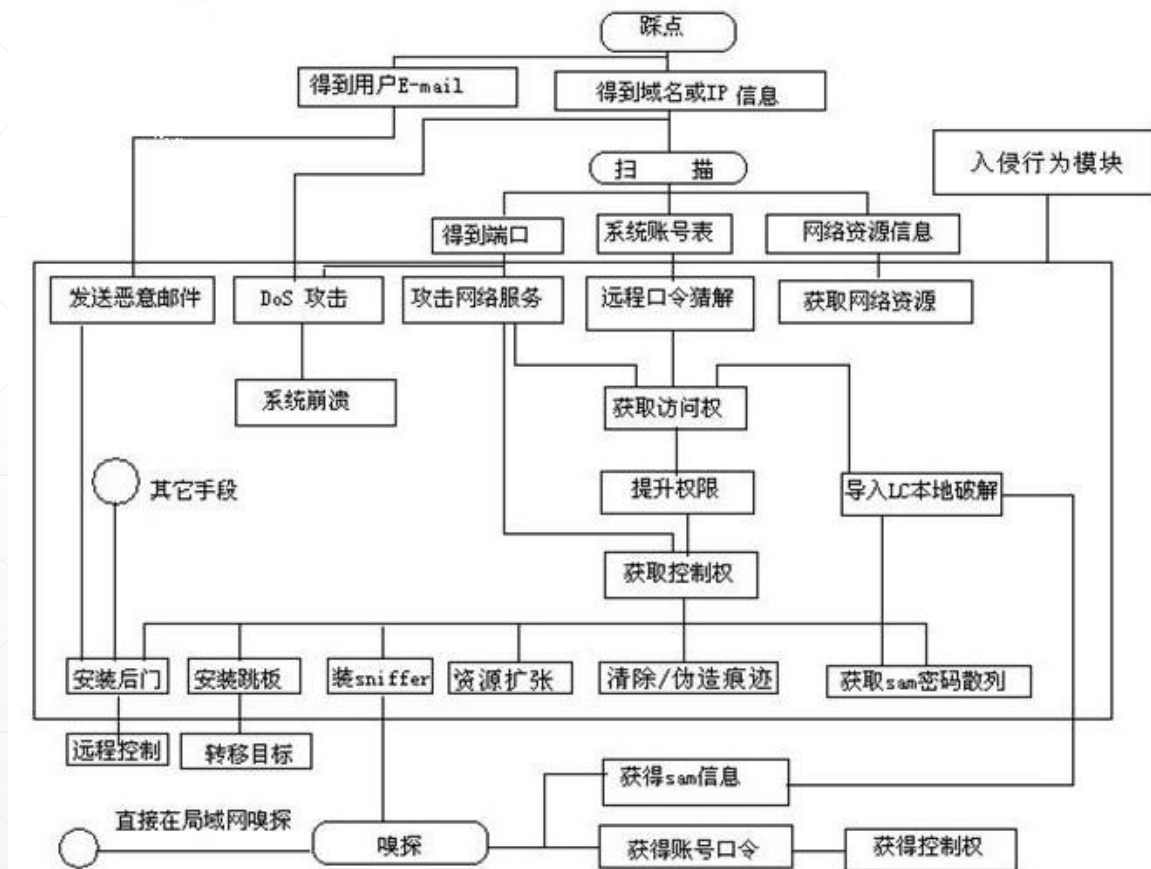 踩点
得到用户E-mail
得到域名或IP 信息
扫 描
入侵行为模块
得到端口
系统账号表
网络资源信息
发送恶意邮件
DoS 攻击
攻击网络服务
远程口令猜解
获取网络资源
系统崩溃
获取访问权
其它手段
提升权限
导入LC本地破解
获取控制权
安装后门
安装跳板
装sniffer
资源扩张
清除/伪造痕迹
获取sam密码散列
远程控制
转移目标
获得sam信息
直接在局域网嗅探
嗅探
获得账号口令
获得控制权